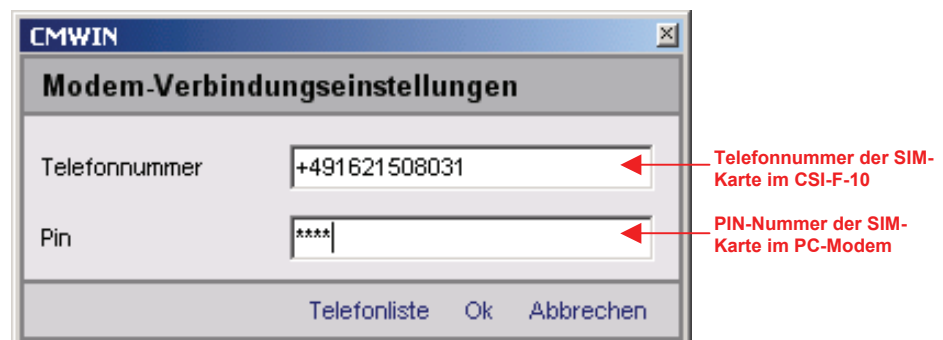 CMWIN
Modem-Verbindungseinstellungen
Telefonnummer
+491621508031
Telefonnummer der SIM-
Karte im CSI-F-10
Pin
****
PIN-Nummer der SIM-
Karte im PC-Modem
Telefonliste Ok Abbrechen